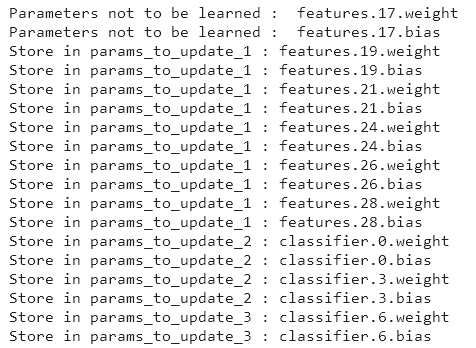 Parameters not to be learned :  features.17.weight
Parameters not to be learned :  features.17.bias
Store in params_to_update_1 : features.19.weight
Store in params_to_update_1 : features.19.bias
Store in params_to_update_1 : features.21.weight
Store in params_to_update_1 : features.21.bias
Store in params_to_update_1 : features.24.weight
Store in params_to_update_1 : features.24.bias
Store in params_to_update_1 : features.26.weight
Store in params_to_update_1 : features.26.bias
Store in params_to_update_1 : features.28.weight
Store in params_to_update_1 : features.28.bias
Store in params_to_update_2 : classifier.0.weight
Store in params_to_update_2 : classifier.0.bias
Store in params_to_update_2 : classifier.3.weight
Store in params_to_update_2 : classifier.3.bias
Store in params_to_update_3 : classifier.6.weight
Store in params_to_update_3 : classifier.6.bias